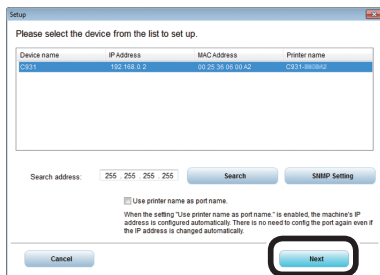 Setup
Please select the device from the list to set up.
Device name IP Address MAC Address Printer name
C931 192.168.0.2 00 25 36 05 00 A2
Search address: 255 . 255 . 255 . 255 Search SNMP Setting
Use printer name as port name.
When the setting "Use printer name as port name." is enabled, the machine's IP
address is configured automatically. There is no need to config the port again even if
the IP address is changed automatically.
Cancel Next